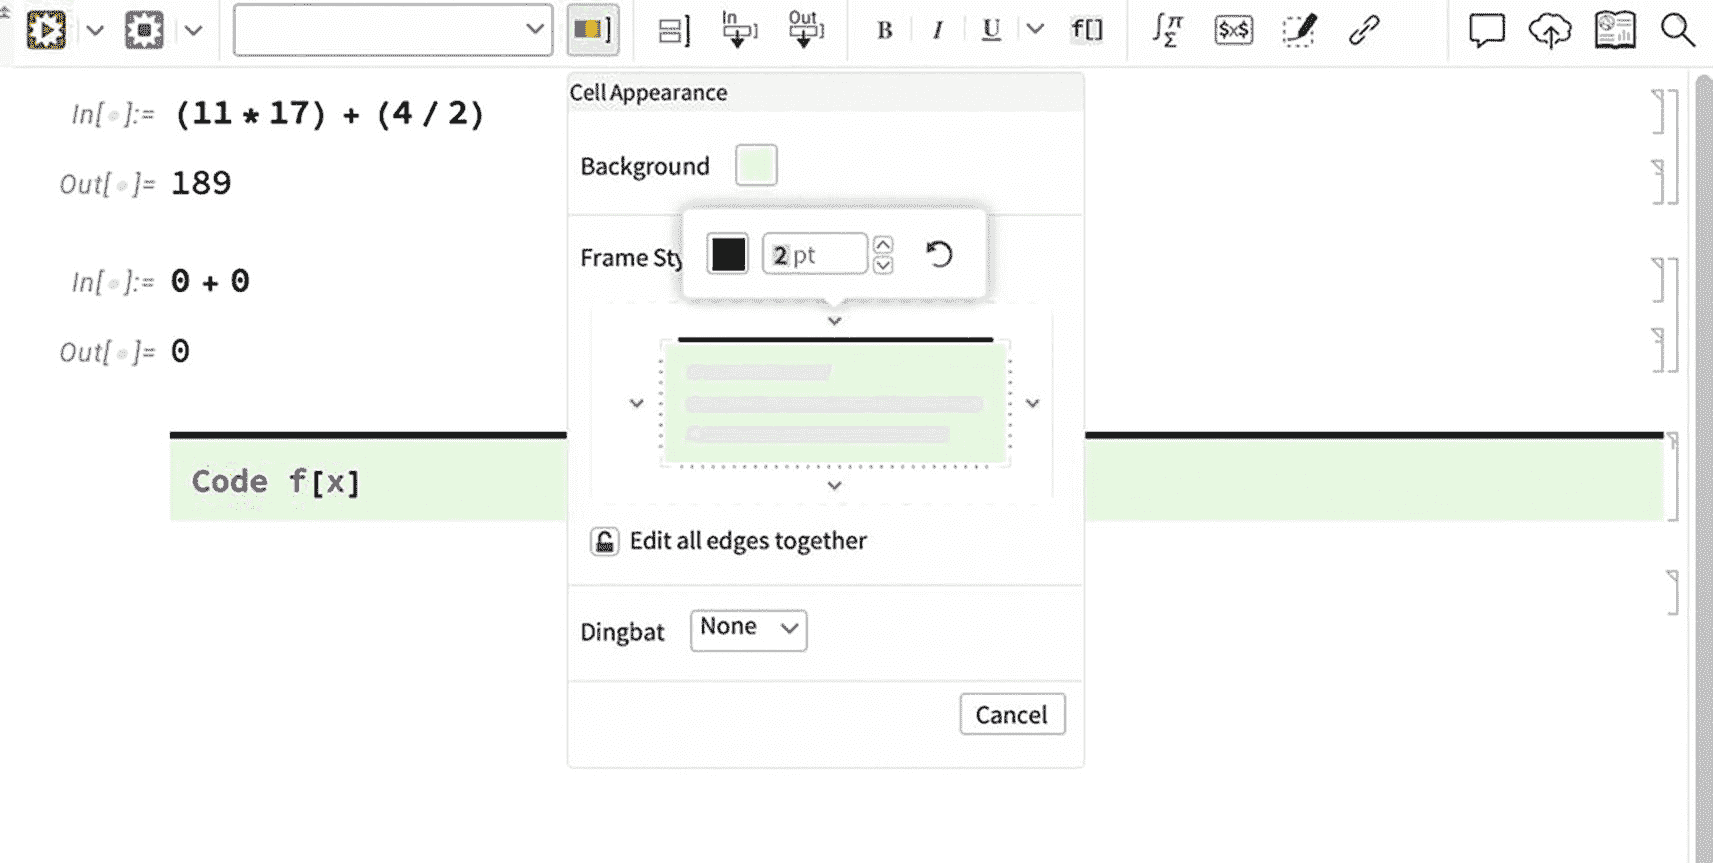 In Out B I U f[] ∫π Σ $x$
Cell Appearance
In[ ]:= (11 * 17) + (4 / 2)
Background
Out[ ]= 189
Frame Sty
2 pt
In[ ]:= 0 + 0
Out[ ]= 0
Code f[x]
Edit all edges together
Dingbat None
Cancel